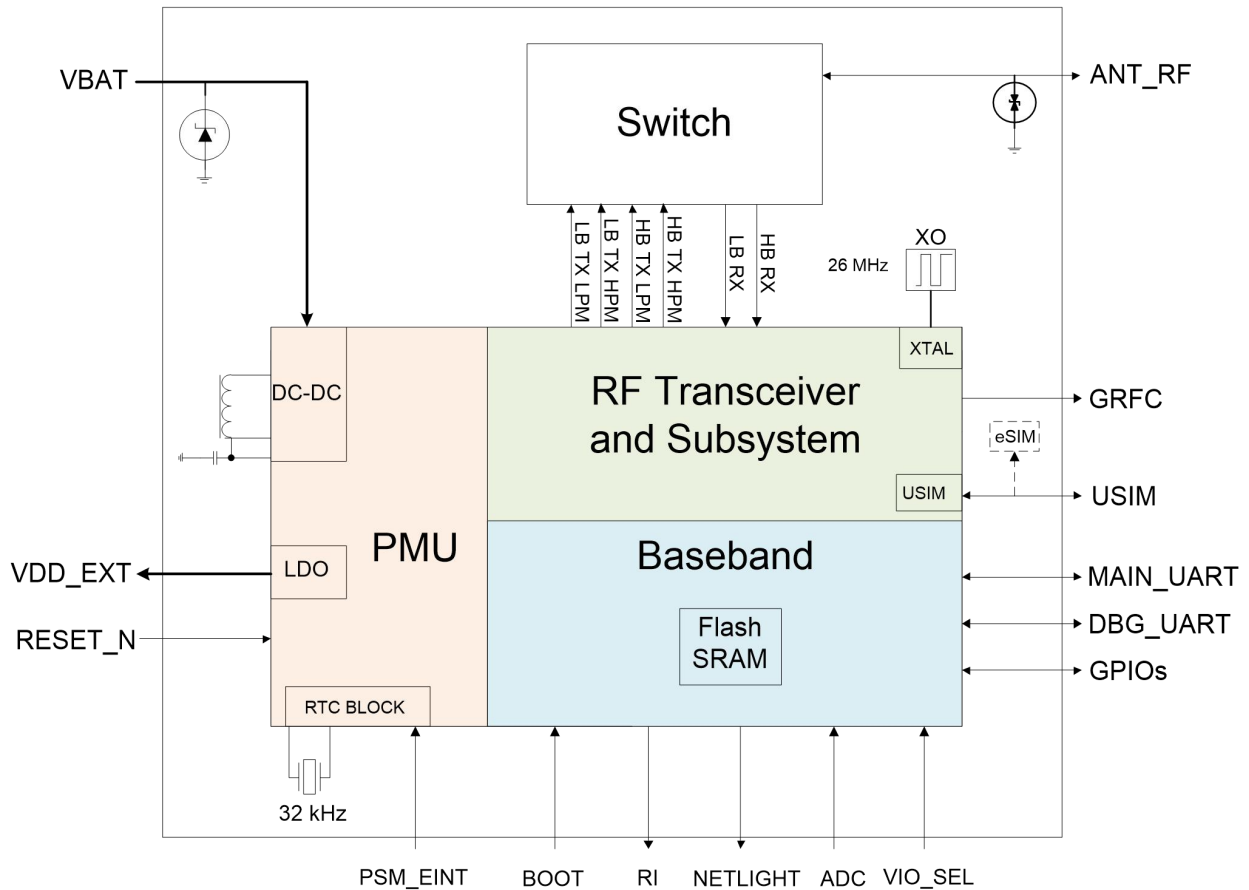 VBAT
ANT_RF
Switch
LB TX LPM
LB TX HPM
HB TX LPM
HB TX HPM
LB RX
HB RX
XO
26 MHz
XTAL
DC-DC
RF Transceiver
and Subsystem
GRFC
eSIM
USIM
USIM
PMU
Baseband
LDO
VDD_EXT
MAIN_UART
Flash
SRAM
DBG_UART
RESET_N
GPIOs
RTC BLOCK
32 kHz
PSM_EINT
BOOT
RI
NETLIGHT
ADC
VIO_SEL